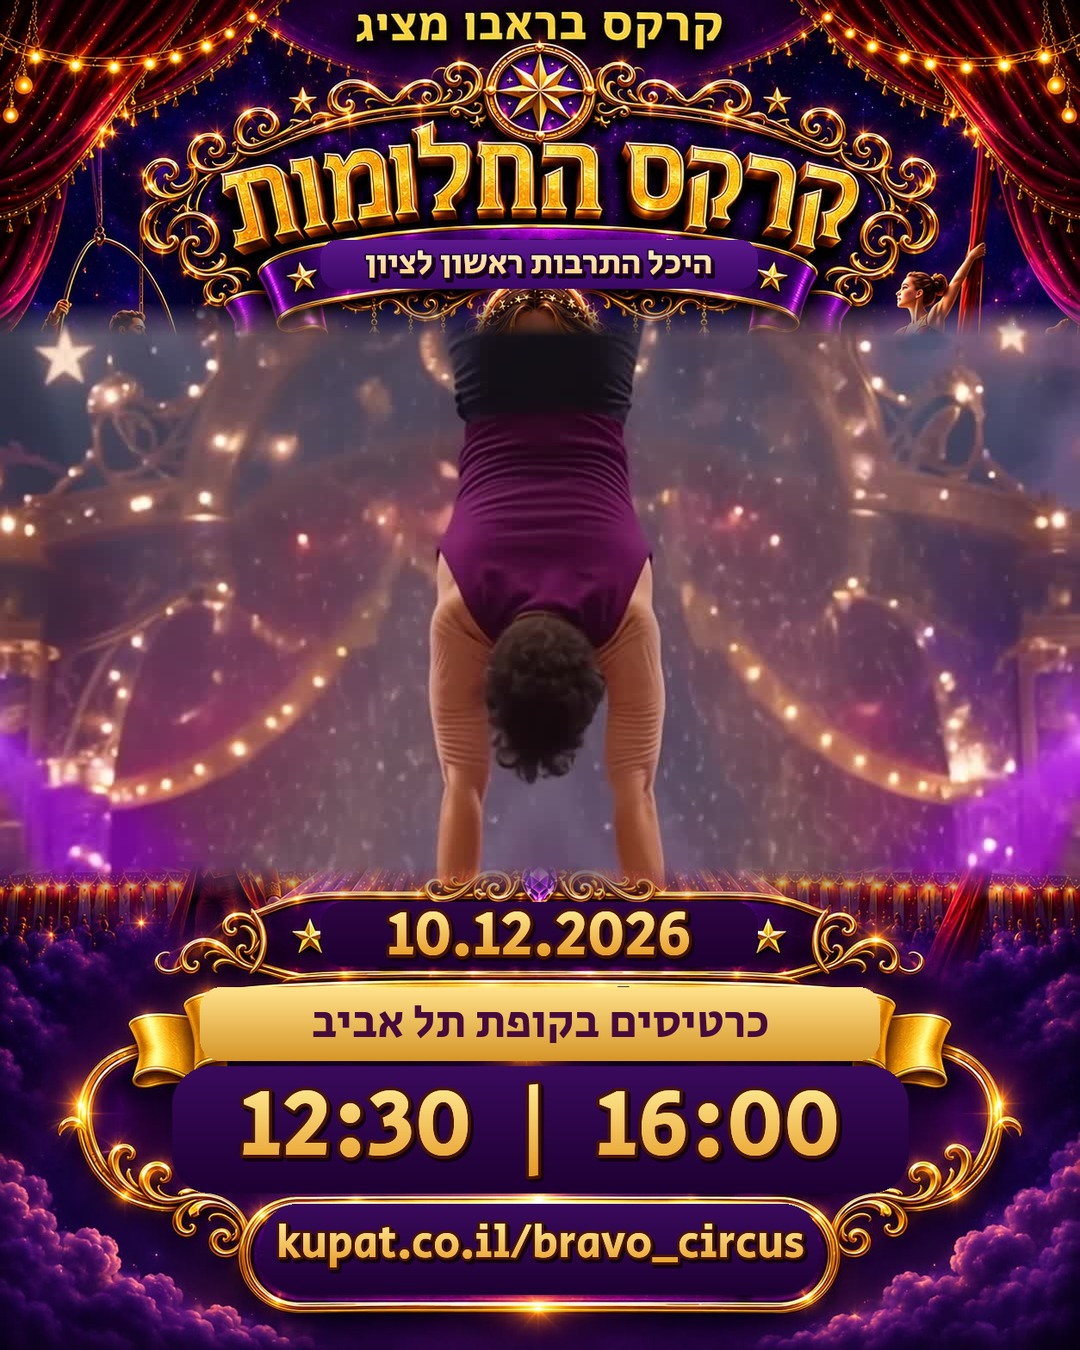 קרקס בראבו מציג
קרקס החלומות
היכל התרבות ראשון לציון
10.12.2026
כרטיסים בקופת תל אביב
12:30 | 16:00
kupat.co.il/bravo_circus